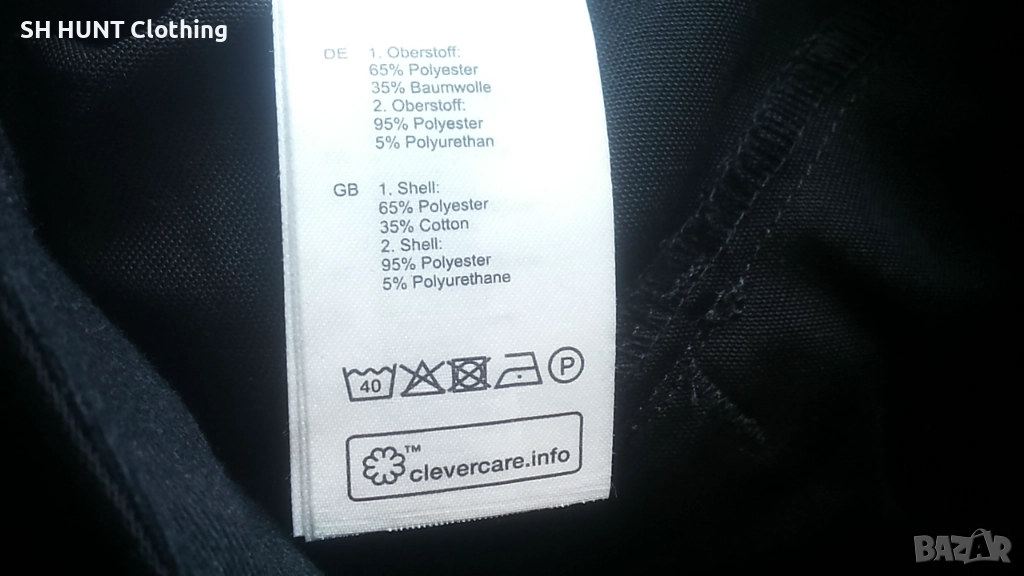 SH HUNT Clothing
DE 1. Oberstoff:
65% Polyester
35% Baumwolle
2. Oberstoff:
95% Polyester
5% Polyurethan
GB 1. Shell:
65% Polyester
35% Cotton
2. Shell:
95% Polyester
5% Polyurethane
40 P
™ clevercare.info
BAZAR